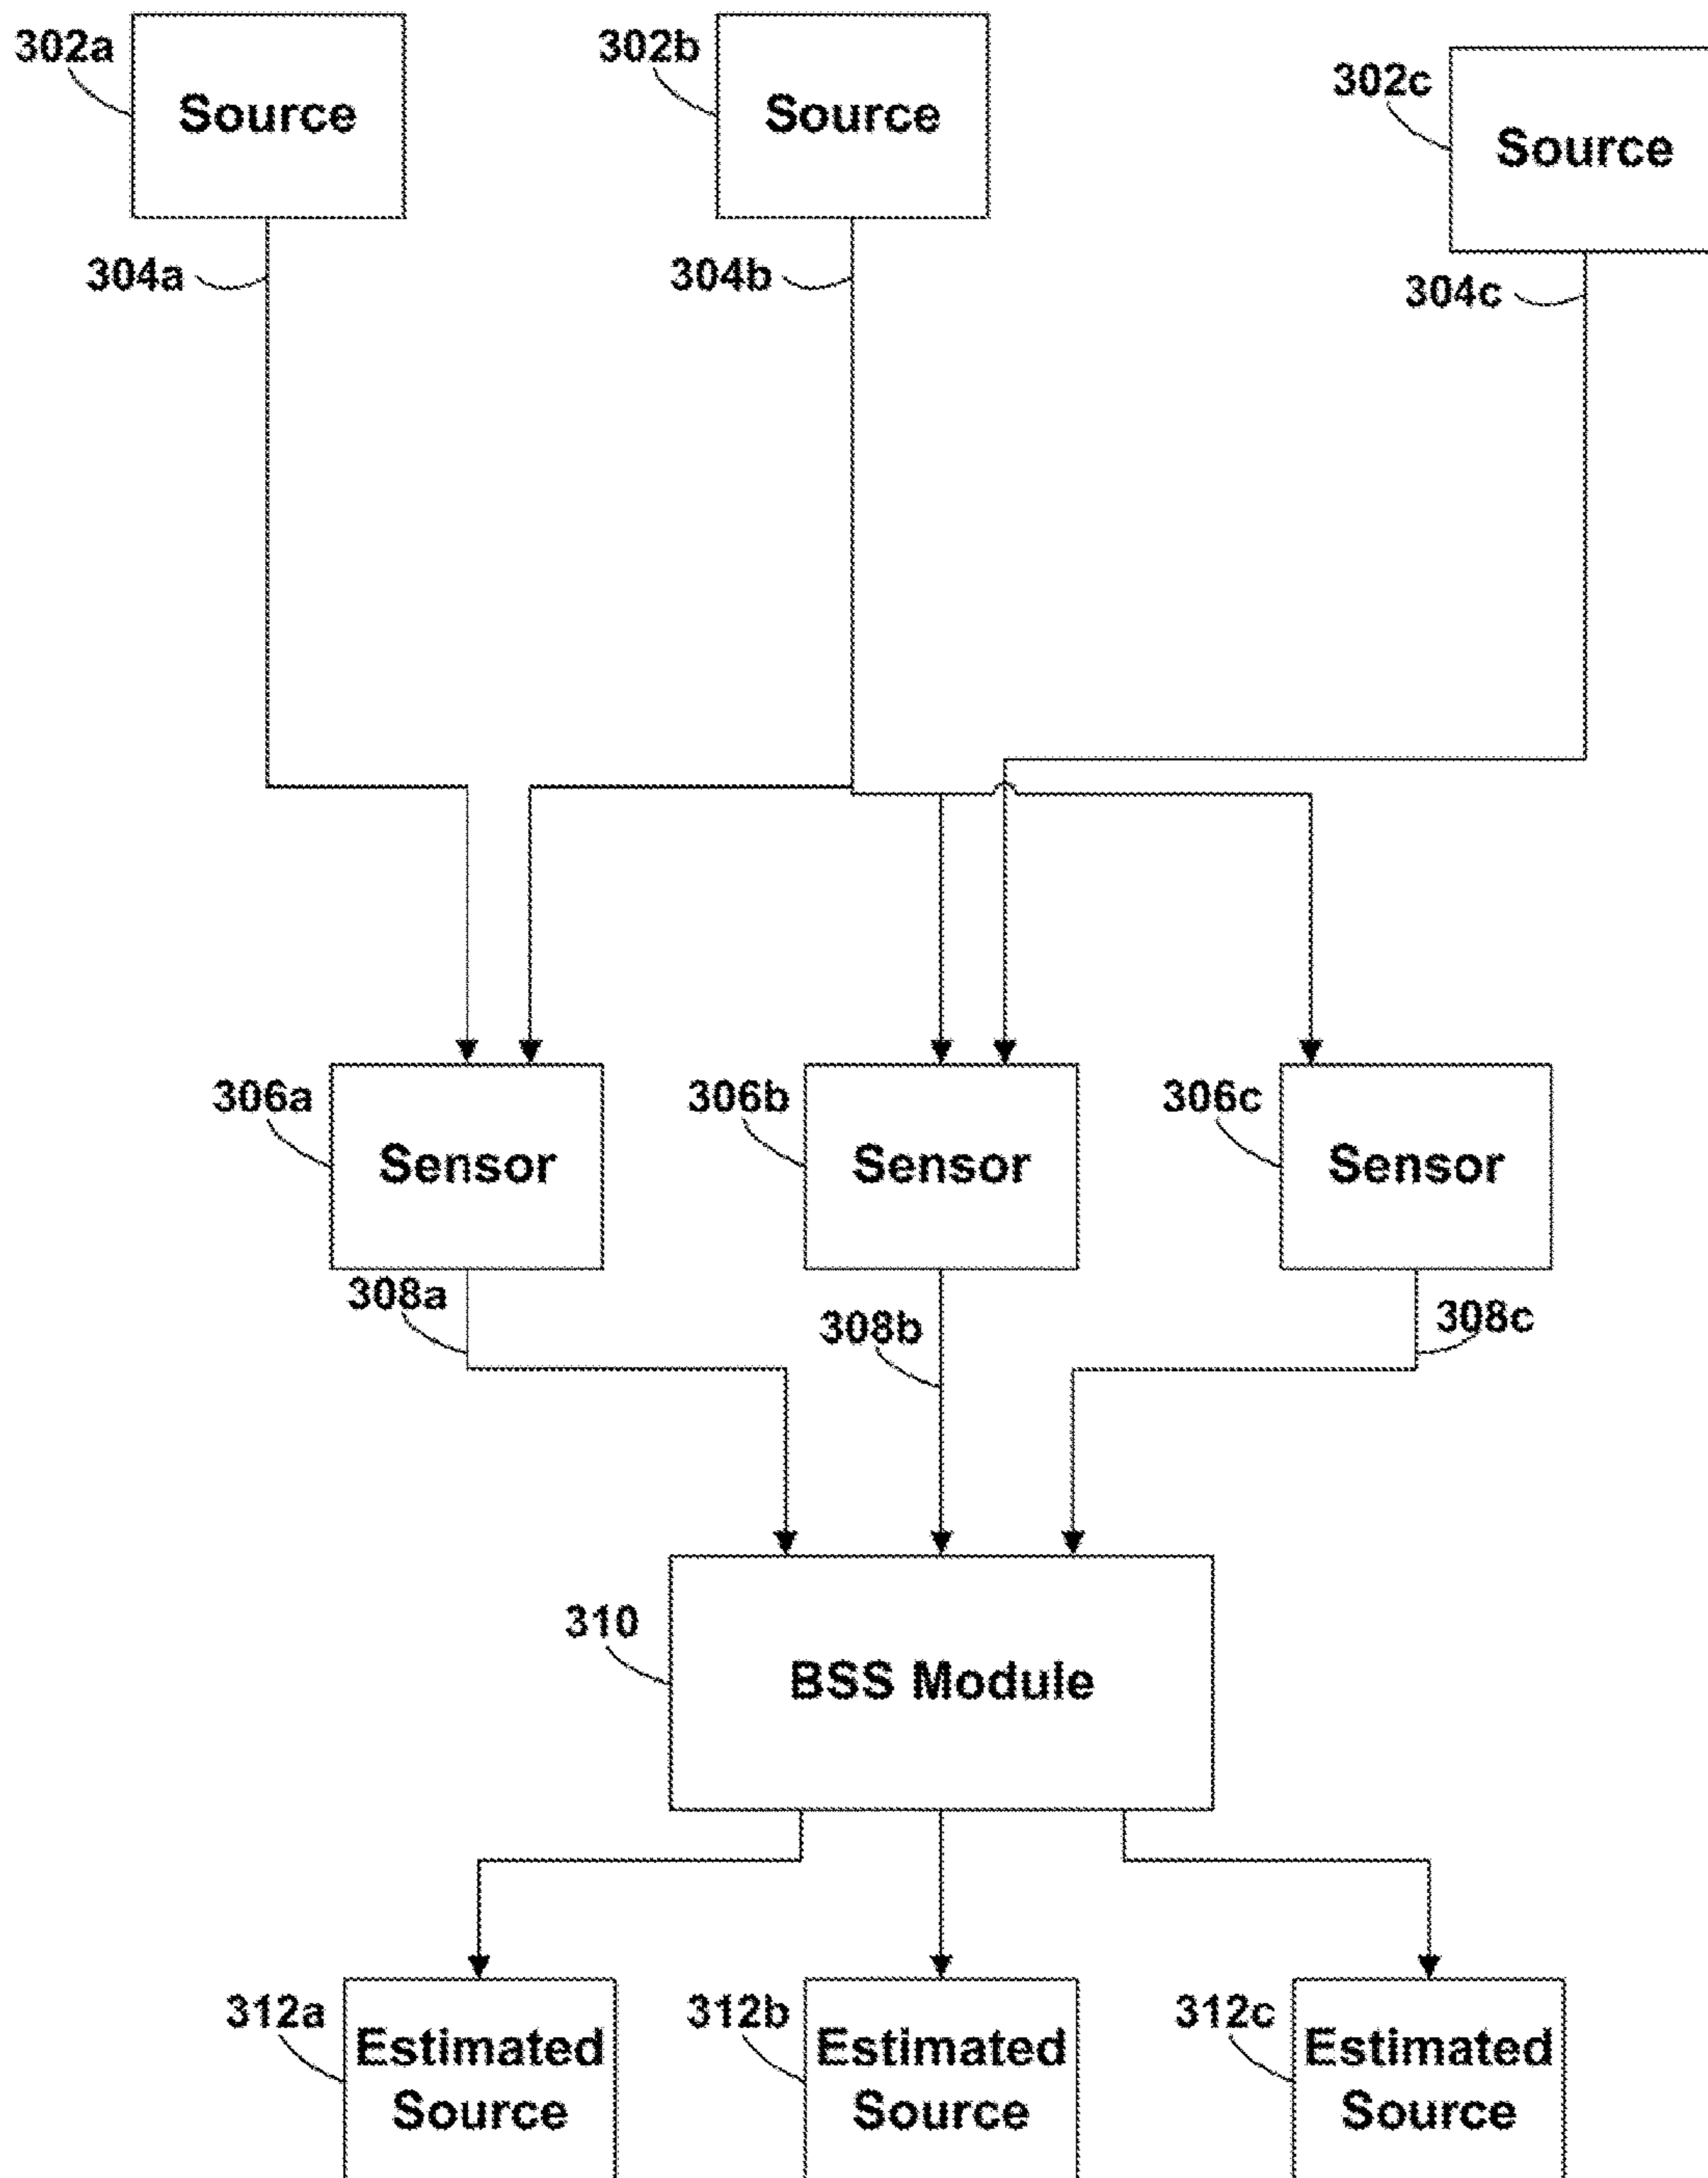 302a
Source
302b
Source
302c
Source
304a
304b
304c
306a
Sensor
306b
Sensor
306c
Sensor
308a
308b
308c
310
BSS Module
312a
Estimated
Source
312b
Estimated
Source
312c
Estimated
Source